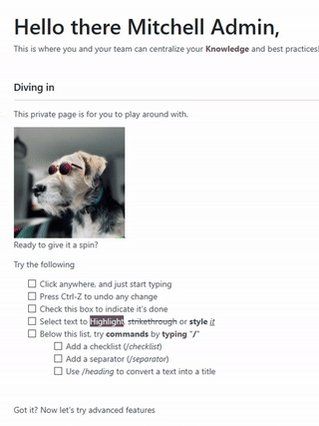 Hello there Mitchell Admin,
This is where you and your team can centralize your Knowledge and best practices!
Diving in
This private page is for you to play around with.
Ready to give it a spin?
Try the following
Click anywhere, and just start typing
Press Ctrl-Z to undo any change
Check this box to indicate it's done
Select text to Highlight, strikethrough or style it
Below this list, try commands by typing "/"
Add a checklist (/checklist)
Add a separator (/separator)
Use /heading to convert a text into a title
Got it? Now let's try advanced features